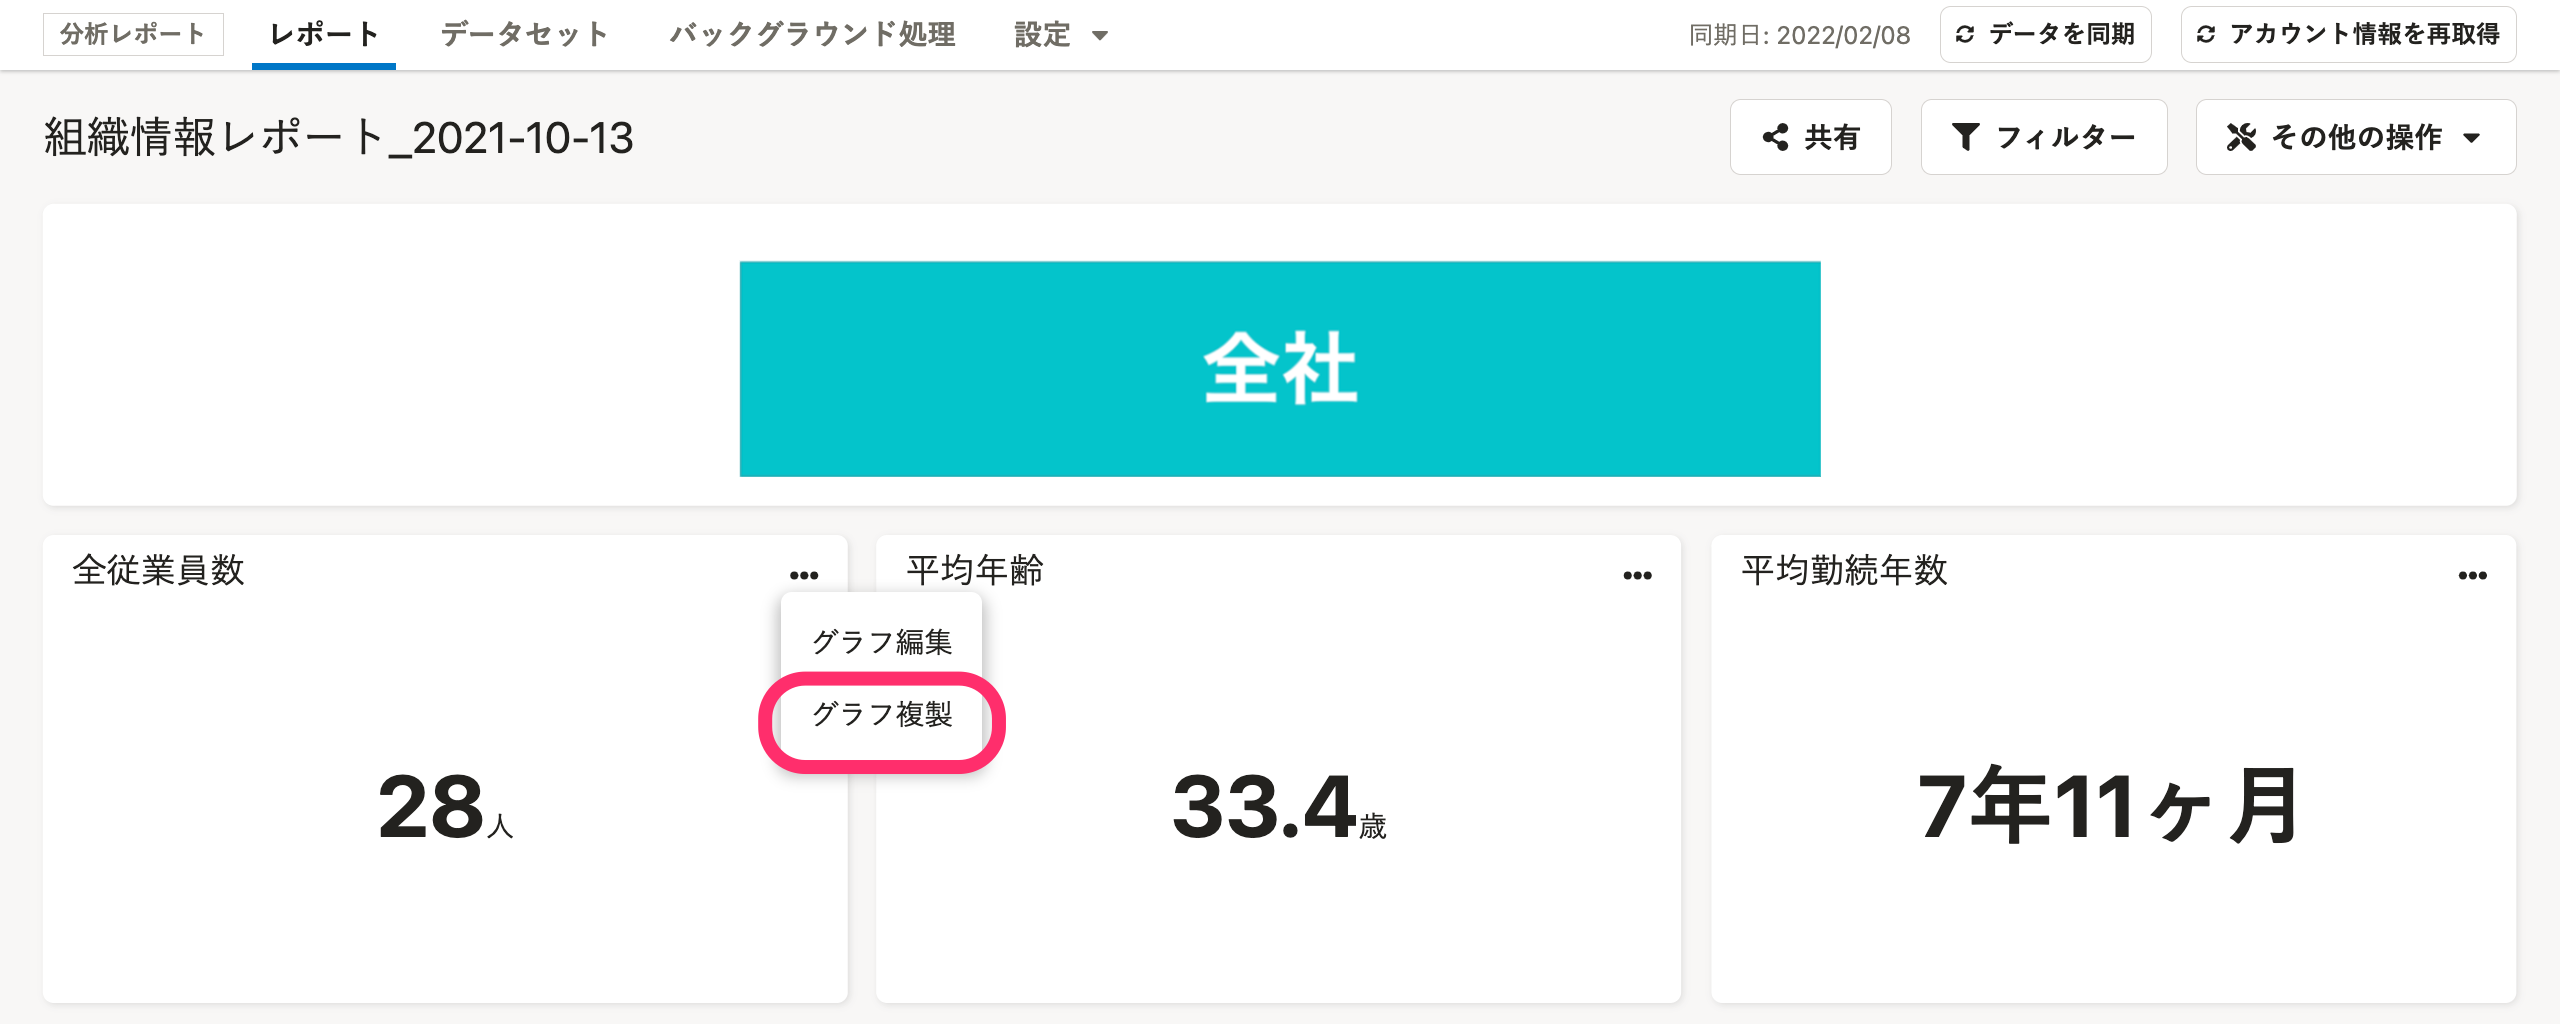 分析レポート
レポート
データセット
バックグラウンド処理
設定
同期日: 2022/02/08
データを同期
アカウント情報を再取得
組織情報レポート_2021-10-13
共有
フィルター
その他の操作
全社
全従業員数
グラフ編集
グラフ複製
28人
平均年齢
33.4歳
平均勤続年数
7年11ヶ月